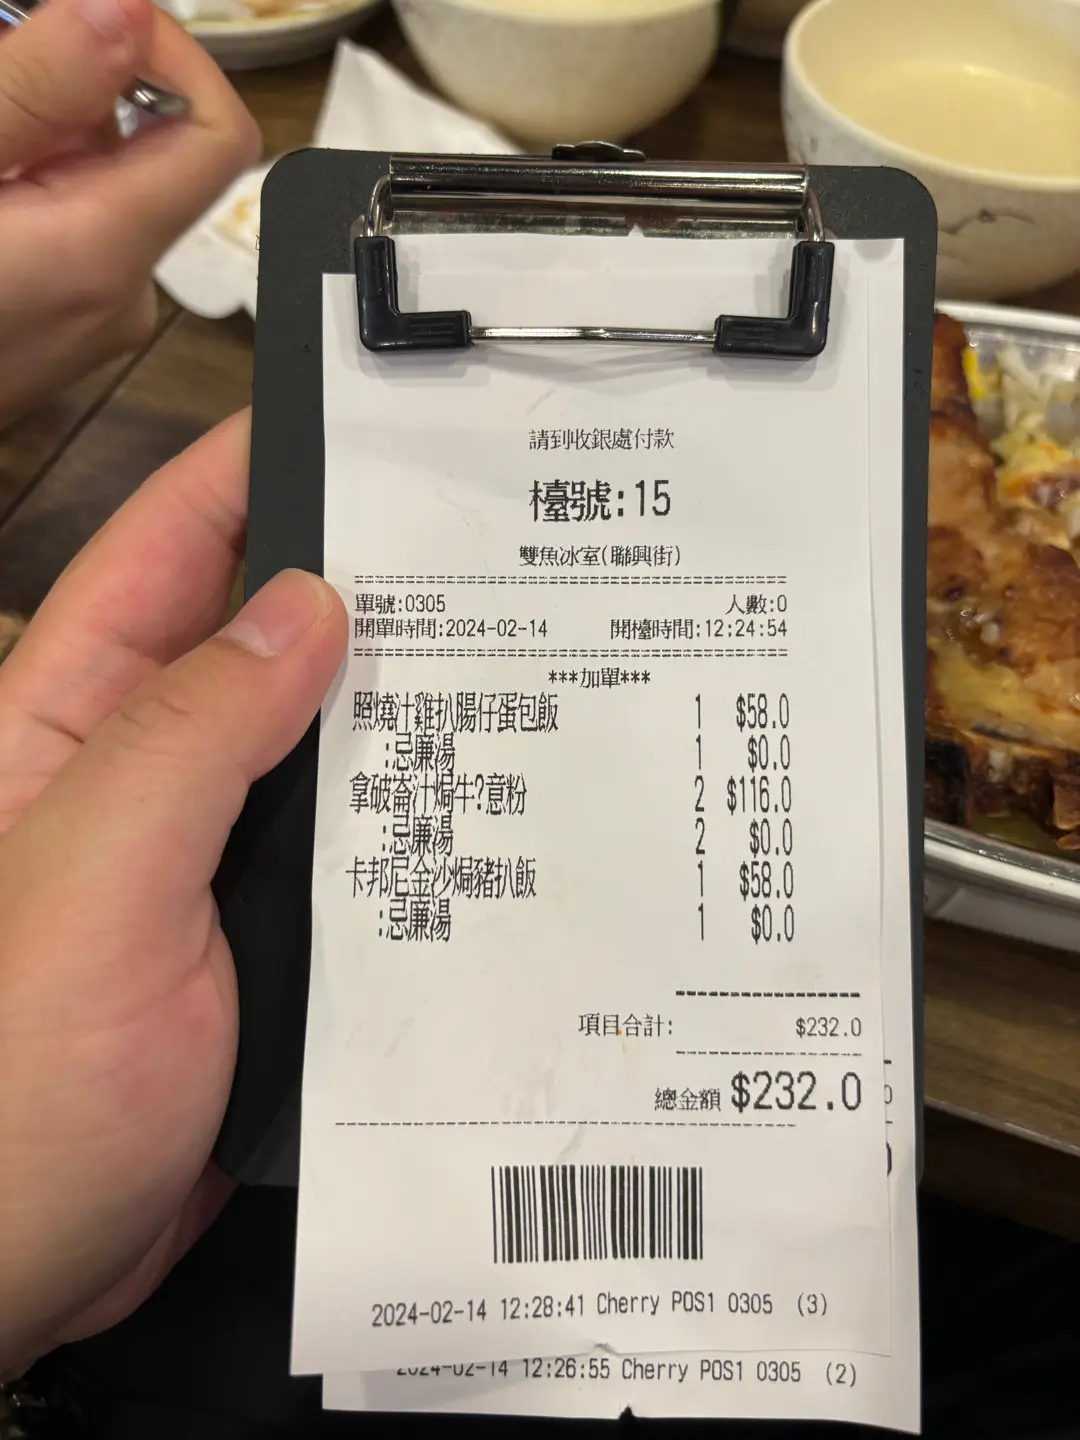 請到收銀處付款
檯號:15
雙魚冰室(聯興街)
單號:0305 人數:0
開單時間:2024-02-14 開檯時間:12:24:54
***加單***
照燒汁雞扒腸仔蛋包飯 1 $58.0
:忌廉湯 1 $0.0
拿破崙汁焗牛?意粉 2 $116.0
:忌廉湯 2 $0.0
卡邦尼金沙焗豬扒飯 1 $58.0
:忌廉湯 1 $0.0
項目合計: $232.0
總金額 $232.0
2024-02-14 12:28:41 Cherry POS1 0305 (3)
2024-02-14 12:26:55 Cherry POS1 0305 (2)